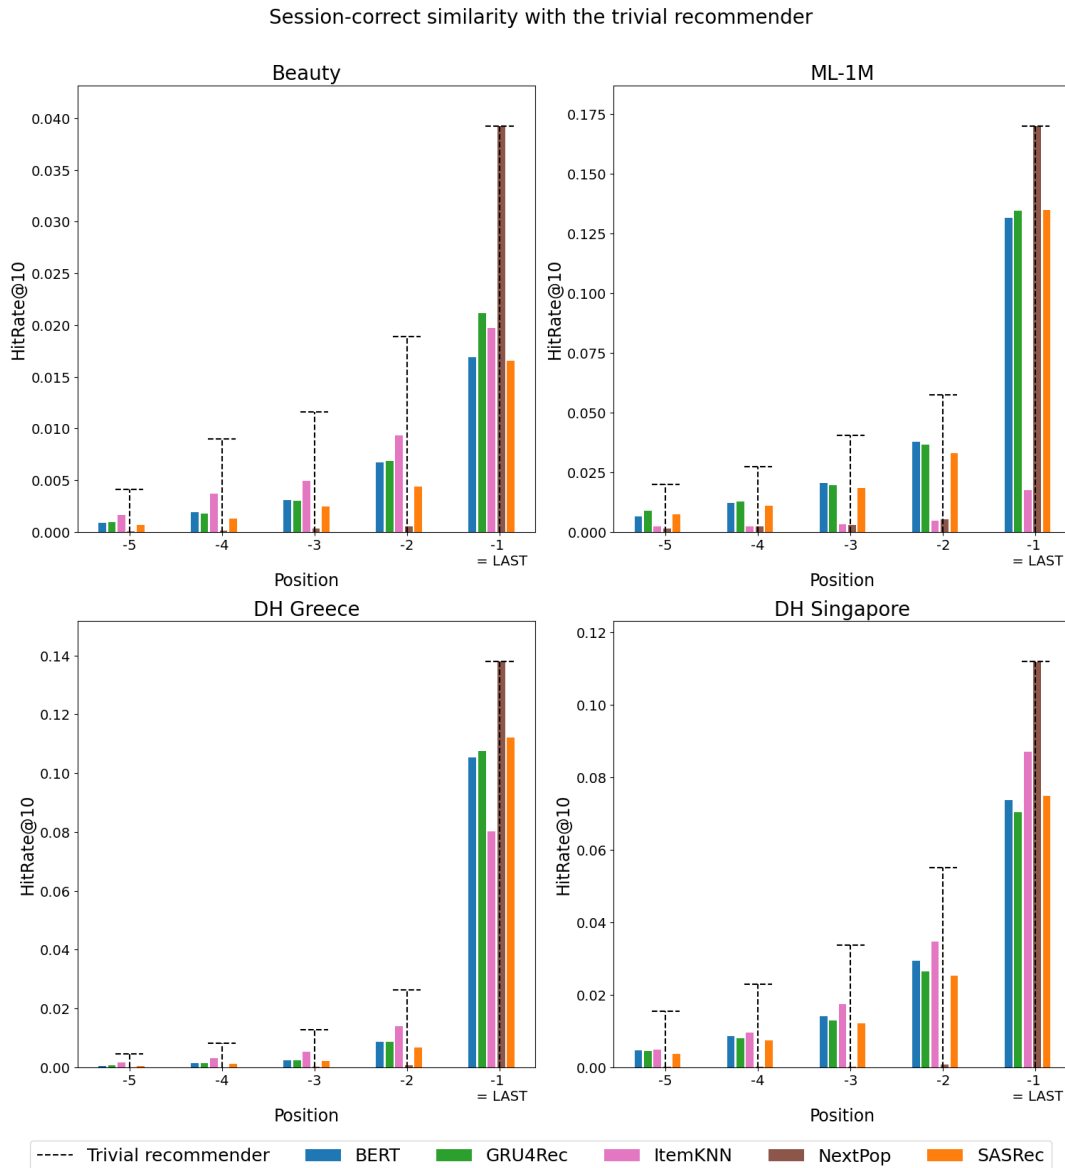 Session-correct similarity with the trivial recommender
Beauty
HitRate@10
0.040
0.035
0.030
0.025
0.020
0.015
0.010
0.005
0.000
-5 -4 -3 -2 -1
= LAST
Position
ML-1M
HitRate@10
0.175
0.150
0.125
0.100
0.075
0.050
0.025
0.000
-5 -4 -3 -2 -1
= LAST
Position
DH Greece
HitRate@10
0.14
0.12
0.10
0.08
0.06
0.04
0.02
0.00
-5 -4 -3 -2 -1
= LAST
Position
DH Singapore
HitRate@10
0.12
0.10
0.08
0.06
0.04
0.02
0.00
-5 -4 -3 -2 -1
= LAST
Position
Trivial recommender BERT GRU4Rec ItemKNN NextPop SASRec